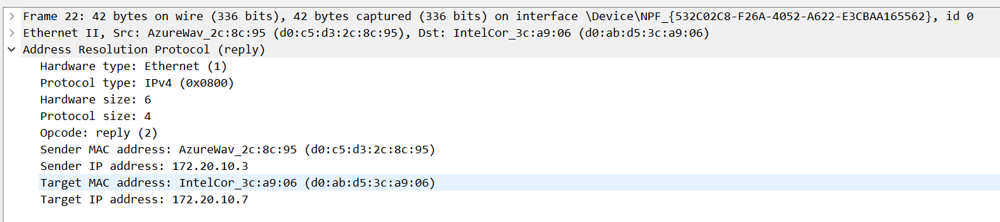 Frame 22: 42 bytes on wire (336 bits), 42 bytes captured (336 bits) on interface \Device\NPF_{532C02C8-F26A-4052-A622-E3CBAA165562}, id 0
Ethernet II, Src: AzureWav_2c:8c:95 (d0:c5:d3:2c:8c:95), Dst: IntelCor_3c:a9:06 (d0:ab:d5:3c:a9:06)
Address Resolution Protocol (reply)
Hardware type: Ethernet (1)
Protocol type: IPv4 (0x0800)
Hardware size: 6
Protocol size: 4
Opcode: reply (2)
Sender MAC address: AzureWav_2c:8c:95 (d0:c5:d3:2c:8c:95)
Sender IP address: 172.20.10.3
Target MAC address: IntelCor_3c:a9:06 (d0:ab:d5:3c:a9:06)
Target IP address: 172.20.10.7